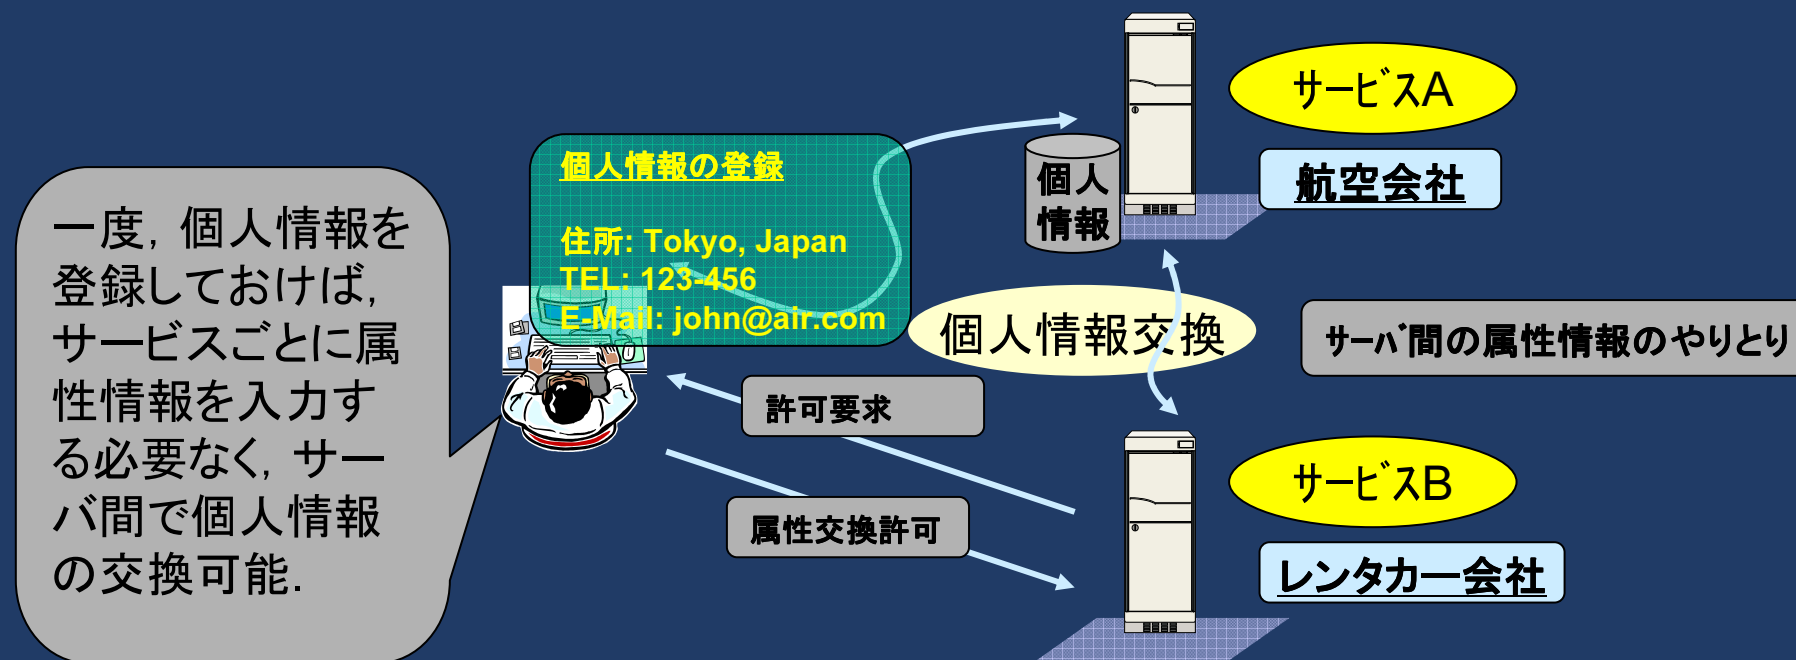 サービスA
航空会社
個人情報の登録
住所: Tokyo, Japan
TEL: 123-456
E-Mail: john@air.com
個人
情報
一度，個人情報を
登録しておけば，
サービスごとに属
性情報を入力す
る必要なく，サー
バ間で個人情報
の交換可能．
個人情報交換
ｻｰﾊﾞ間の属性情報のやりとり
許可要求
属性交換許可
サービスB
レンタカー会社